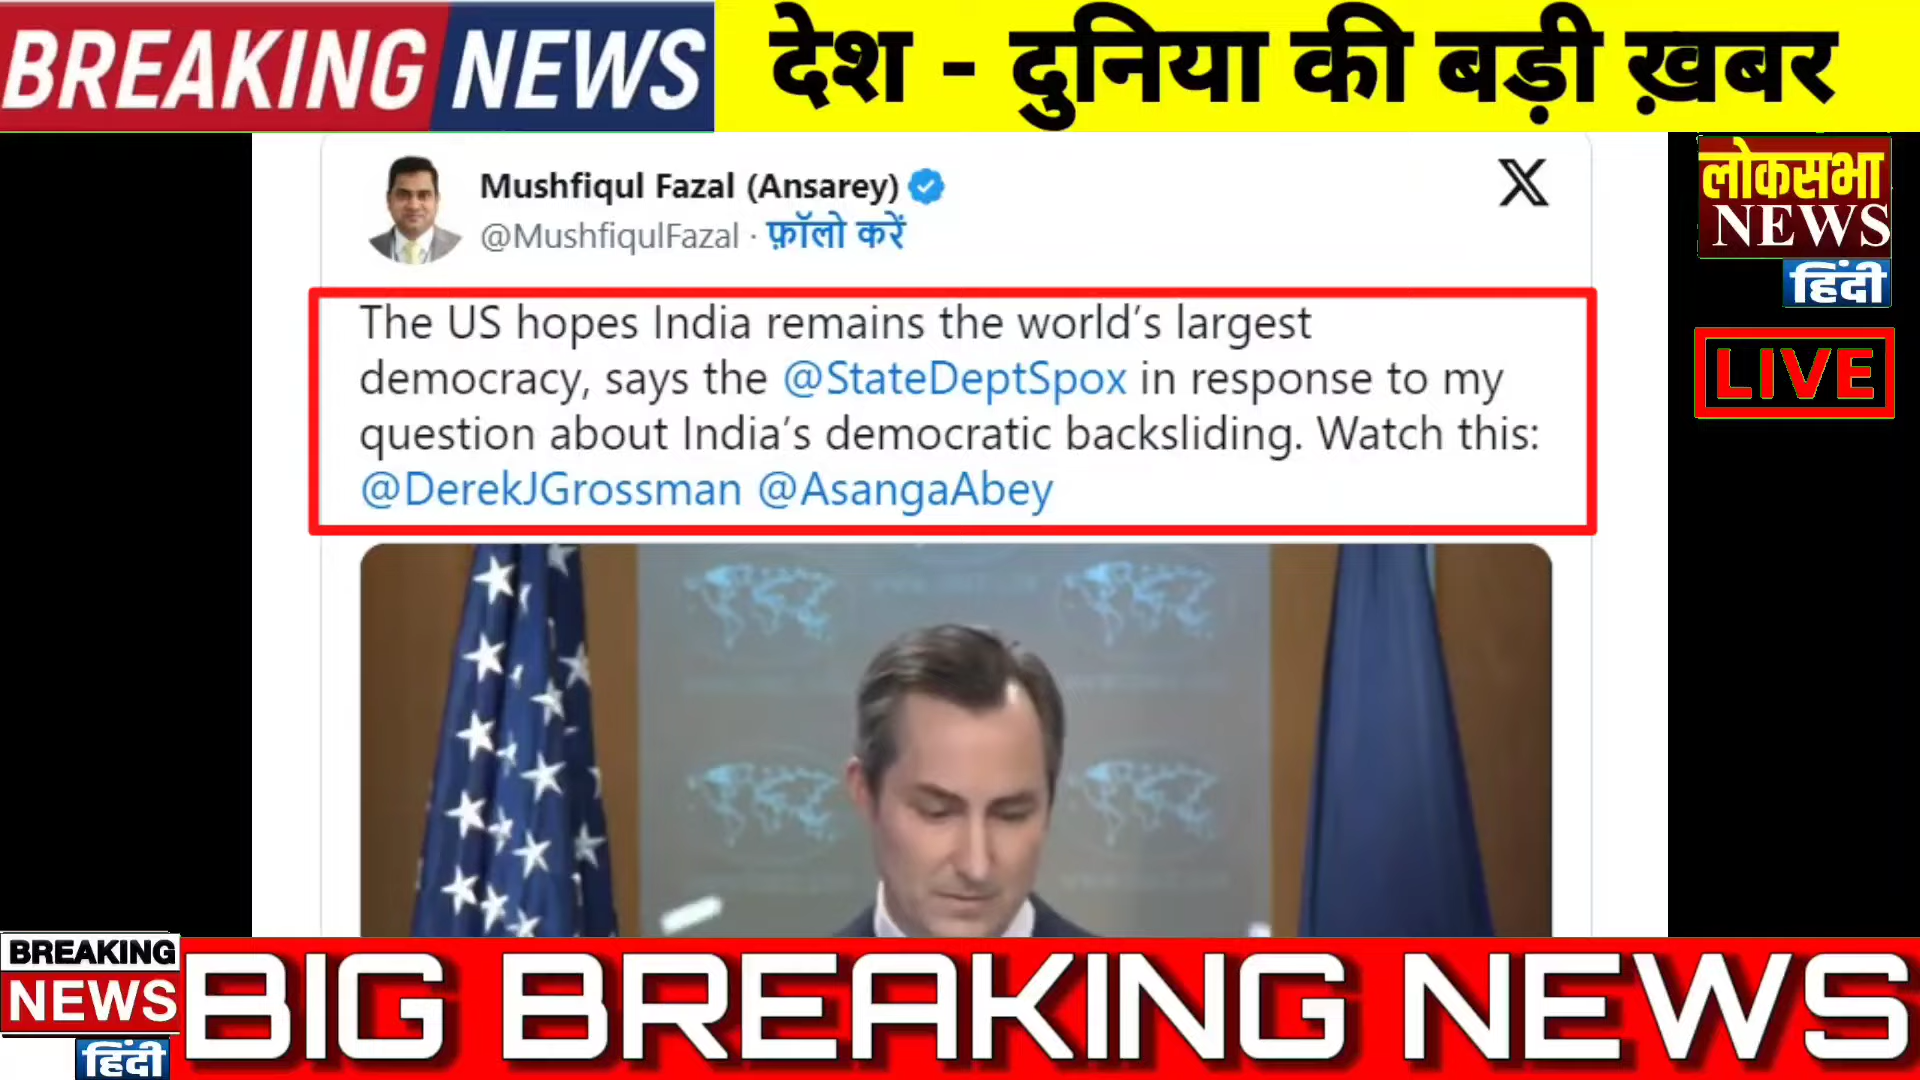 BREAKING NEWS
देश - दुनिया की बड़ी ख़बर
लोकसभा
NEWS
हिंदी
LIVE
Mushfiqul Fazal (Ansarey)
@MushfiqulFazal · फ़ॉलो करें
The US hopes India remains the world's largest
democracy, says the @StateDeptSpox in response to my
question about India's democratic backsliding. Watch this:
@DerekJGrossman @AsangaAbey
BREAKING
NEWS
हिंदी
BIG BREAKING NEWS